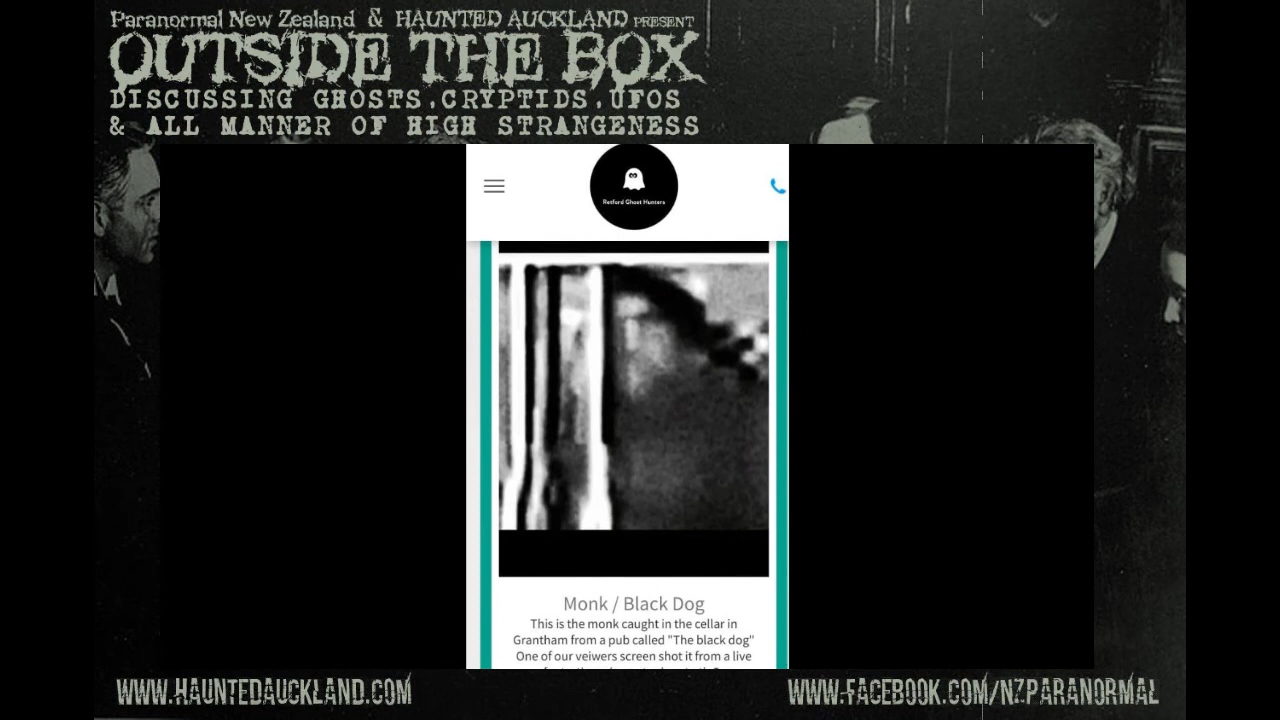 Paranormal New Zealand & HAUNTED AUCKLAND PRESENT
OUTSIDE THE BOX
DISCUSSING GHOSTS.CRYPTIDS.UFOS
& ALL MANNER OF HIGH STRANGENESS
Retford Ghost Hunters
Monk / Black Dog
This is the monk caught in the cellar in
Grantham from a pub called "The black dog"
One of our veiwers screen shot it from a live
WWW.HAUNTEDAUCKLAND.COM
WWW.FACEBOOK.COM/NZPARANORMAL